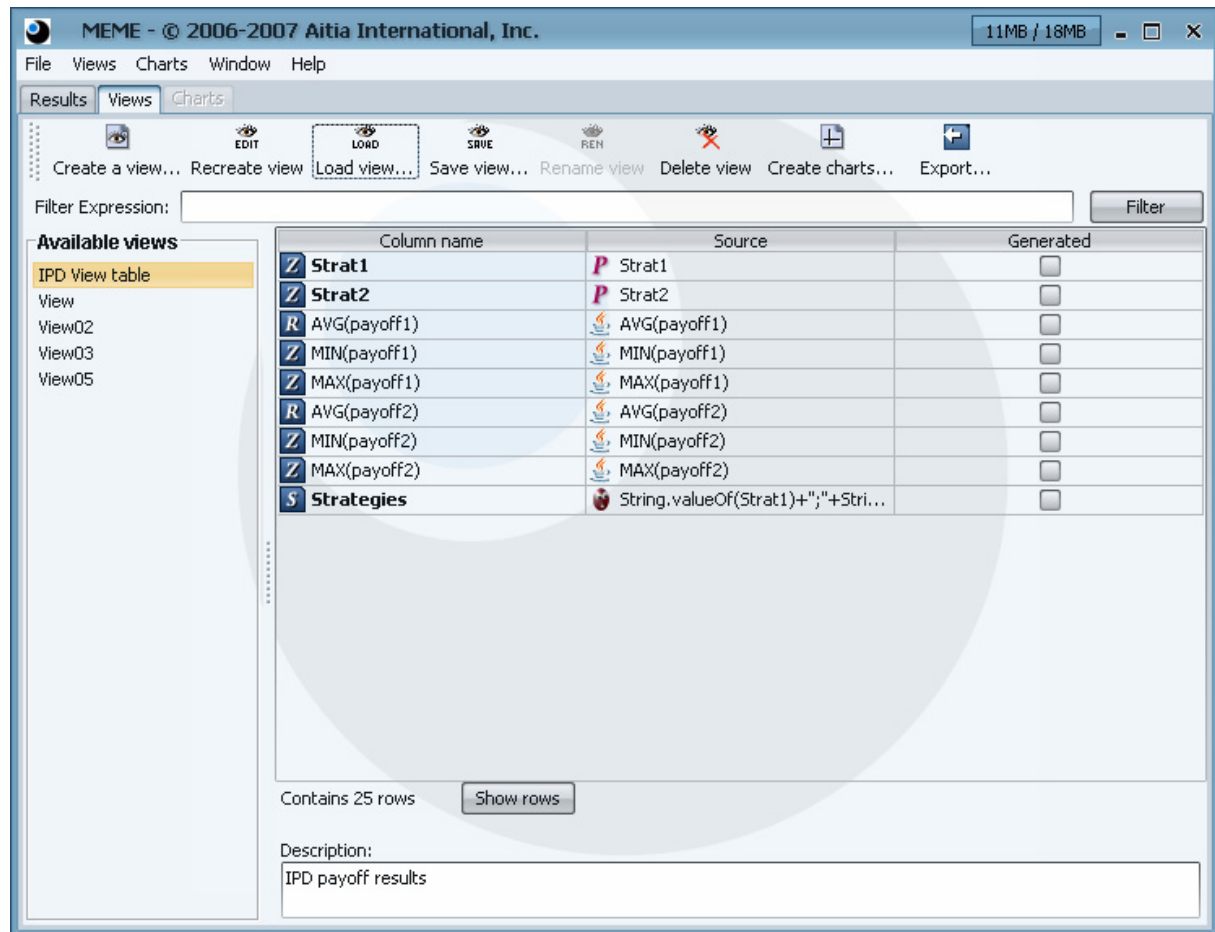 MEME - © 2006-2007 Aitia International, Inc. 11MB / 18MB
File Views Charts Window Help
Results Views Charts
EDIT LOAD SAVE REN
Create a view... Recreate view Load view... Save view... Rename view Delete view Create charts... Export...
Filter Expression: Filter
Available views
IPD View table
View
View02
View03
View05
Column name Source Generated
Z Strat1 P Strat1
Z Strat2 P Strat2
R AVG(payoff1) AVG(payoff1)
Z MIN(payoff1) MIN(payoff1)
Z MAX(payoff1) MAX(payoff1)
R AVG(payoff2) AVG(payoff2)
Z MIN(payoff2) MIN(payoff2)
Z MAX(payoff2) MAX(payoff2)
S Strategies String.valueOf(Strat1)+";"+Stri...
Contains 25 rows Show rows
Description:
IPD payoff results